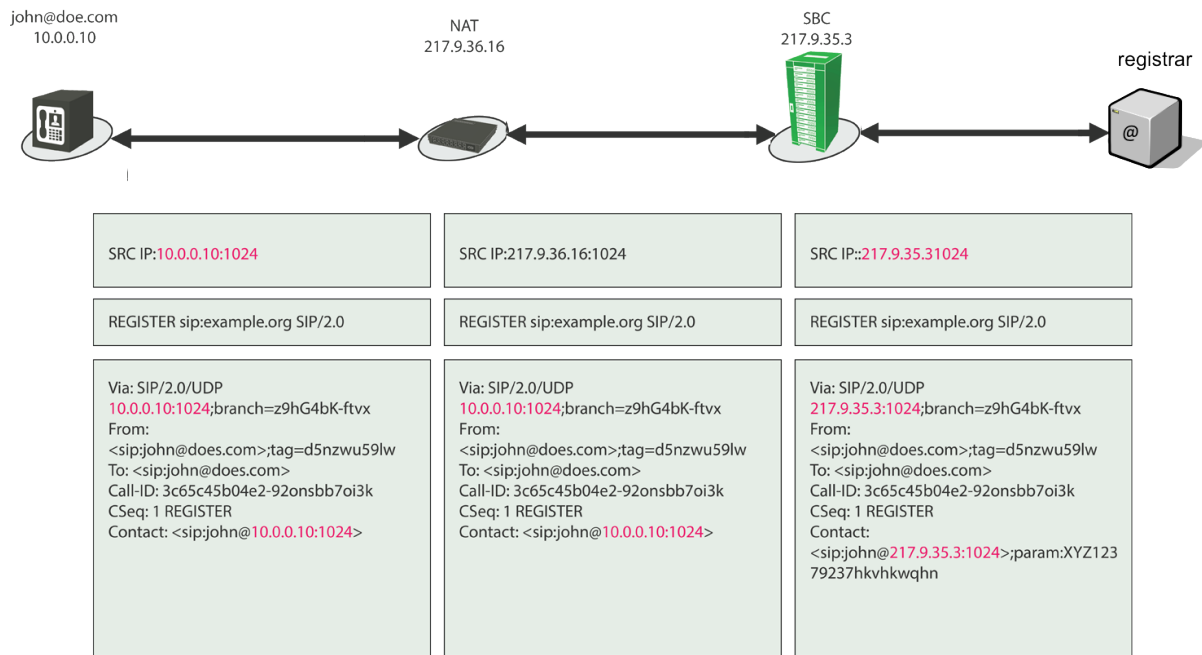 john@doe.com
10.0.0.10
NAT
217.9.36.16
SBC
217.9.35.3
registrar
@
SRC IP:10.0.0.10:1024
REGISTER sip:example.org SIP/2.0
Via: SIP/2.0/UDP
10.0.0.10:1024;branch=z9hG4bK-ftvx
From:
<sip:john@does.com>;tag=d5nzwu59lw
To: <sip:john@does.com>
Call-ID: 3c65c45b04e2-92onsbb7oi3k
CSeq: 1 REGISTER
Contact: <sip:john@10.0.0.10:1024>
SRC IP:217.9.36.16:1024
REGISTER sip:example.org SIP/2.0
Via: SIP/2.0/UDP
10.0.0.10:1024;branch=z9hG4bK-ftvx
From:
<sip:john@does.com>;tag=d5nzwu59lw
To: <sip:john@does.com>
Call-ID: 3c65c45b04e2-92onsbb7oi3k
CSeq: 1 REGISTER
Contact: <sip:john@10.0.0.10:1024>
SRC IP::217.9.35.31024
REGISTER sip:example.org SIP/2.0
Via: SIP/2.0/UDP
217.9.35.3:1024;branch=z9hG4bK-ftvx
From:
<sip:john@does.com>;tag=d5nzwu59lw
To: <sip:john@does.com>
Call-ID: 3c65c45b04e2-92onsbb7oi3k
CSeq: 1 REGISTER
Contact:
<sip:john@217.9.35.3:1024>;param:XYZ123
79237hkvhkwqhn